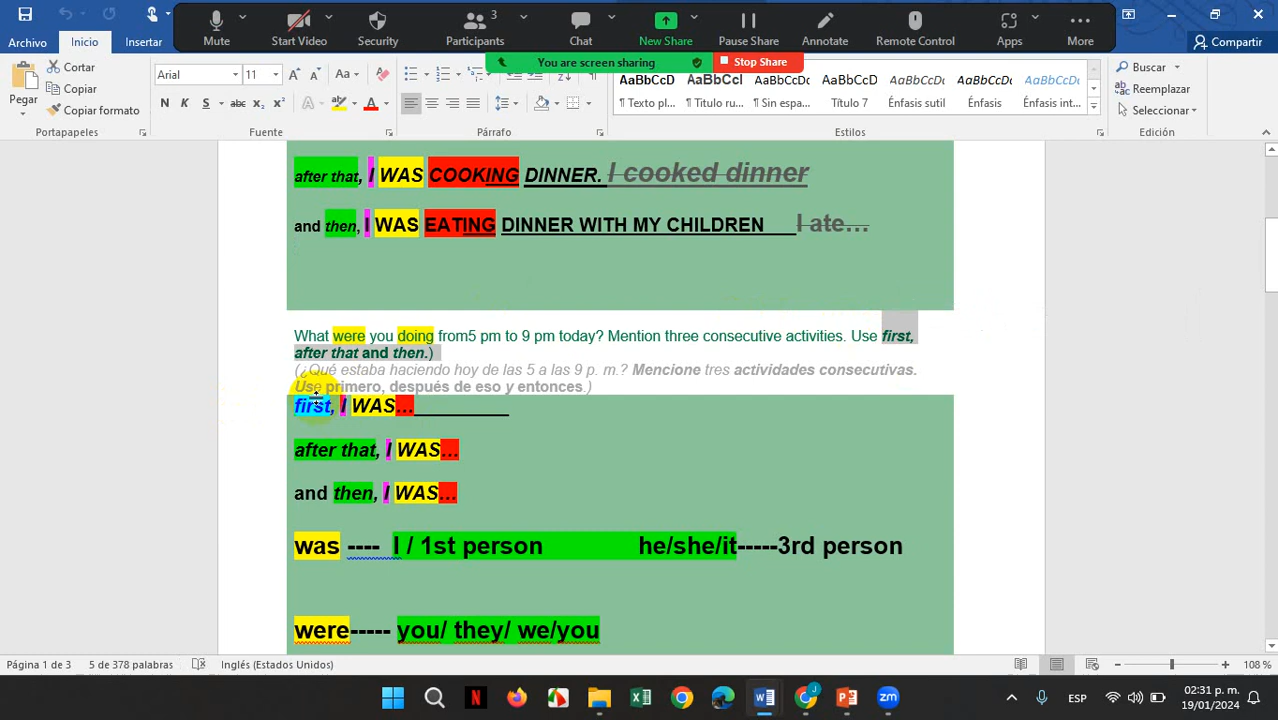 Mute
Start Video
Security
Participants
3
Chat
New Share
Pause Share
Annotate
Remote Control
Apps
More
You are screen sharing
Stop Share
Archivo
Inicio
Insertar
Compartir
Pegar
Cortar
Copiar
Copiar formato
Portapapeles
Arial
11
Aa
N K S abc x₂
A
Fuente
Párrafo
AaBbCcD AaBbCcI AaBbCcD AaBbCcD AaBbCcD AaBbCcD
¶ Texto pl... ¶ Titulo ru... ¶ Sin espa... Título 7 Énfasis sutil Énfasis Énfasis int...
Estilos
Buscar
Reemplazar
Seleccionar
Edición
after that, I WAS COOKING DINNER. I cooked dinner
and then, I WAS EATING DINNER WITH MY CHILDREN I ate…
What were you doing from5 pm to 9 pm today? Mention three consecutive activities. Use first,
after that and then.)
(¿Qué estaba haciendo hoy de las 5 a las 9 p. m.? Mencione tres actividades consecutivas.
Use primero, después de eso y entonces.)
first, I WAS…__________
after that, I WAS…
and then, I WAS…
was ---- I / 1st person he/she/it-----3rd person
were----- you/ they/ we/you
Página 1 de 3
5 de 378 palabras
Inglés (Estados Unidos)
108 %
ESP
02:31 p. m.
19/01/2024